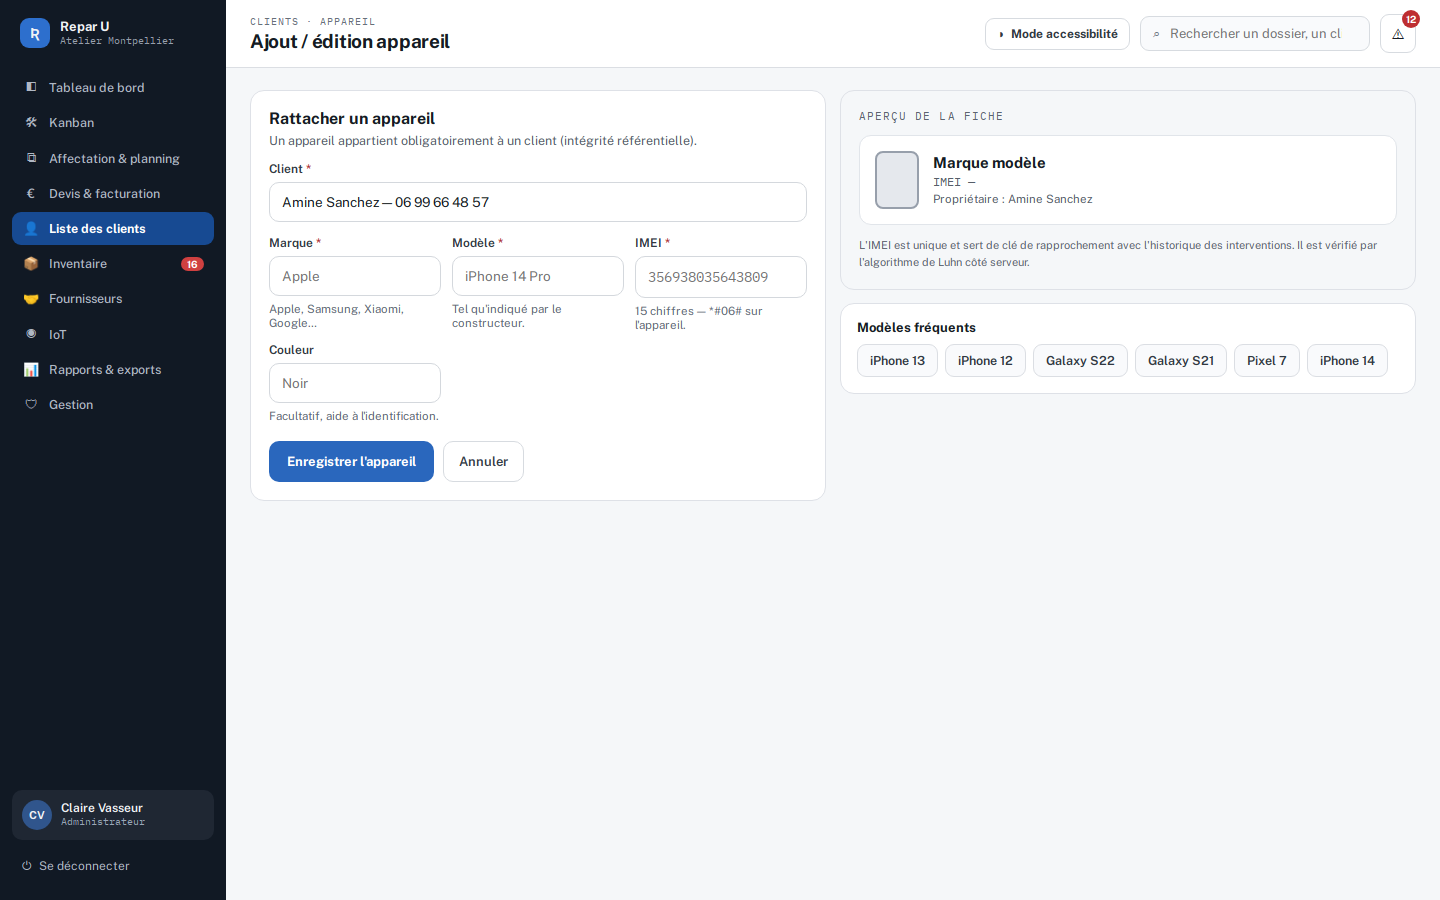 Repar U
Atelier Montpellier
Tableau de bord
Kanban
Affectation & planning
€ Devis & facturation
Liste des clients
Inventaire 16
Fournisseurs
IoT
Rapports & exports
Gestion
CV
Claire Vasseur
Administrateur
Se déconnecter
CLIENTS · APPAREIL
Ajout / édition appareil
Mode accessibilité
Rechercher un dossier, un cl
12
Rattacher un appareil
Un appareil appartient obligatoirement à un client (intégrité référentielle).
Client *
Amine Sanchez — 06 99 66 48 57
Marque * Modèle * IMEI *
Apple iPhone 14 Pro 356938035643809
Apple, Samsung, Xiaomi,
Google…
Tel qu'indiqué par le
constructeur.
15 chiffres — *#06# sur
l'appareil.
Couleur
Noir
Facultatif, aide à l'identification.
Enregistrer l'appareil Annuler
APERÇU DE LA FICHE
Marque modèle
IMEI —
Propriétaire : Amine Sanchez
L'IMEI est unique et sert de clé de rapprochement avec l'historique des interventions. Il est vérifié par
l'algorithme de Luhn côté serveur.
Modèles fréquents
iPhone 13 iPhone 12 Galaxy S22 Galaxy S21 Pixel 7 iPhone 14